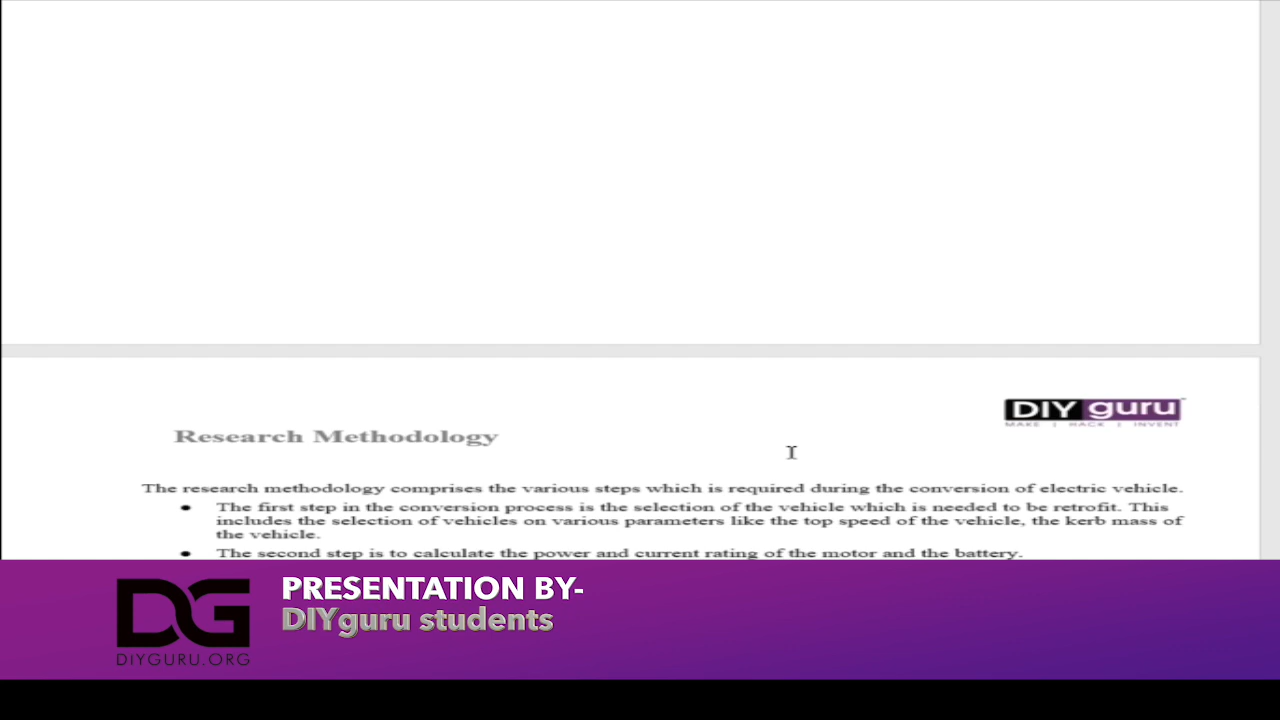 DIY guru
MAKE | HACK | INVENT
Research Methodology
The research methodology comprises the various steps which is required during the conversion of electric vehicle.
● The first step in the conversion process is the selection of the vehicle which is needed to be retrofit. This
includes the selection of vehicles on various parameters like the top speed of the vehicle, the kerb mass of
the vehicle.
● The second step is to calculate the power and current rating of the motor and the battery.
DG
DIYGURU.ORG
PRESENTATION BY-
DIYguru students